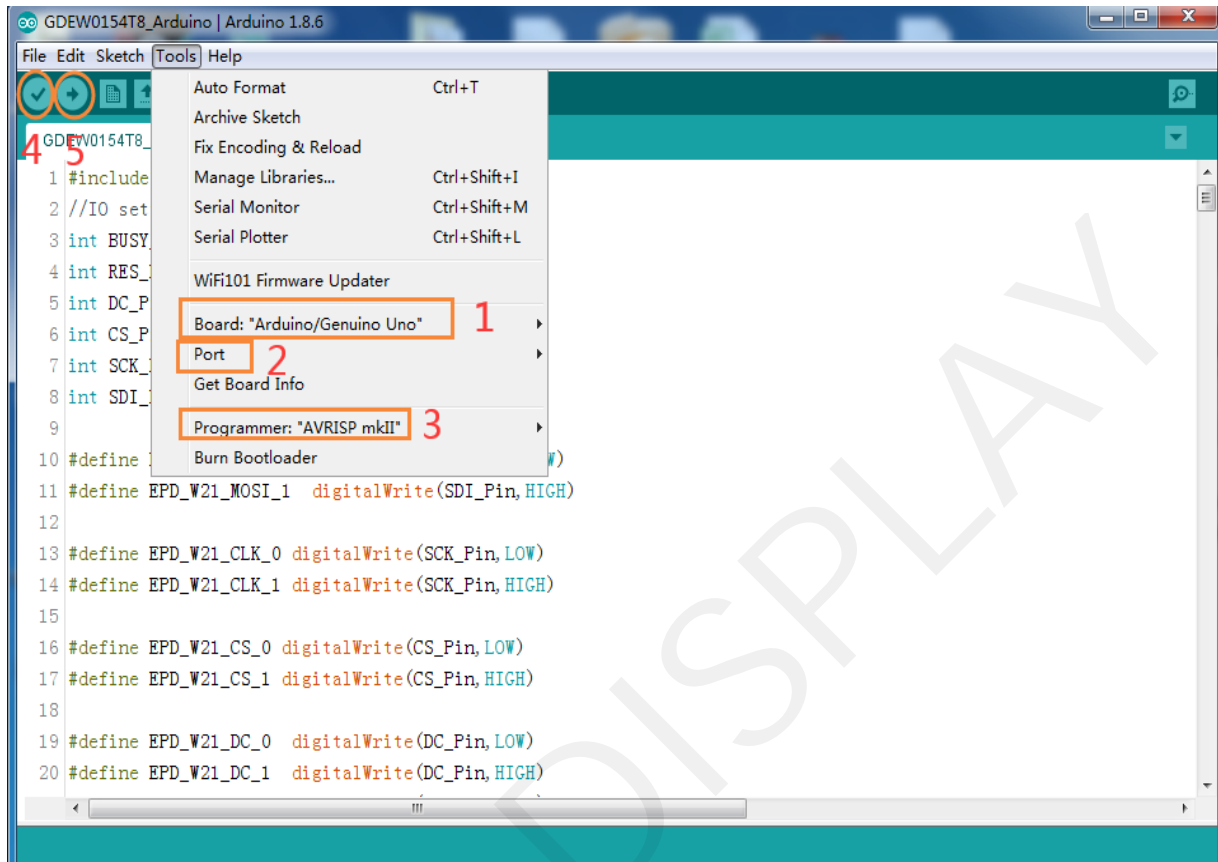 GDEW0154T8_Arduino | Arduino 1.8.6
File Edit Sketch Tools Help
Auto Format Ctrl+T
Archive Sketch
Fix Encoding & Reload
Manage Libraries... Ctrl+Shift+I
Serial Monitor Ctrl+Shift+M
Serial Plotter Ctrl+Shift+L
WiFi101 Firmware Updater
Board: "Arduino/Genuino Uno" 1
Port 2
Get Board Info
Programmer: "AVRISP mkII" 3
Burn Bootloader
4 5
GDEW0154T8_
1 #include
2 //IO set
3 int BUSY_
4 int RES_
5 int DC_P
6 int CS_P
7 int SCK_
8 int SDI_
9
10 #define W)
11 #define EPD_W21_MOSI_1 digitalWrite(SDI_Pin,HIGH)
12
13 #define EPD_W21_CLK_0 digitalWrite(SCK_Pin,LOW)
14 #define EPD_W21_CLK_1 digitalWrite(SCK_Pin,HIGH)
15
16 #define EPD_W21_CS_0 digitalWrite(CS_Pin,LOW)
17 #define EPD_W21_CS_1 digitalWrite(CS_Pin,HIGH)
18
19 #define EPD_W21_DC_0 digitalWrite(DC_Pin,LOW)
20 #define EPD_W21_DC_1 digitalWrite(DC_Pin,HIGH)
DISPLAY